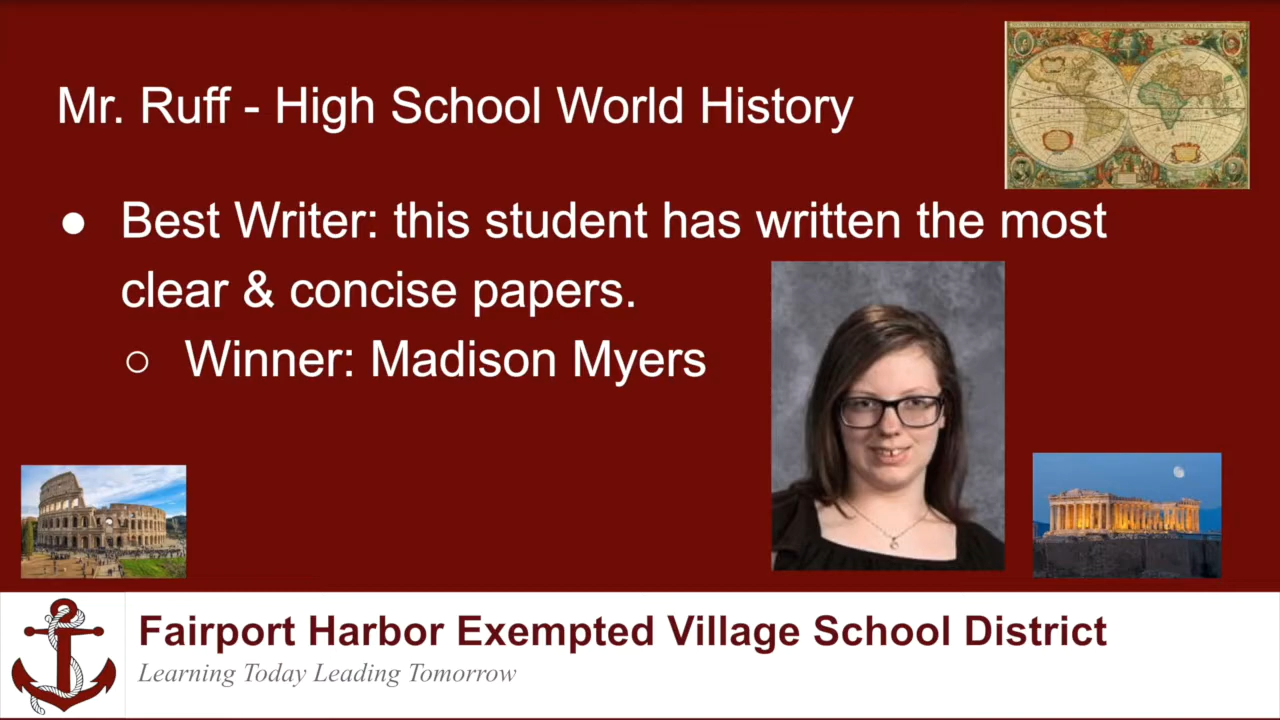 Mr. Ruff - High School World History
● Best Writer: this student has written the most
clear & concise papers.
○ Winner: Madison Myers
Fairport Harbor Exempted Village School District
Learning Today Leading Tomorrow